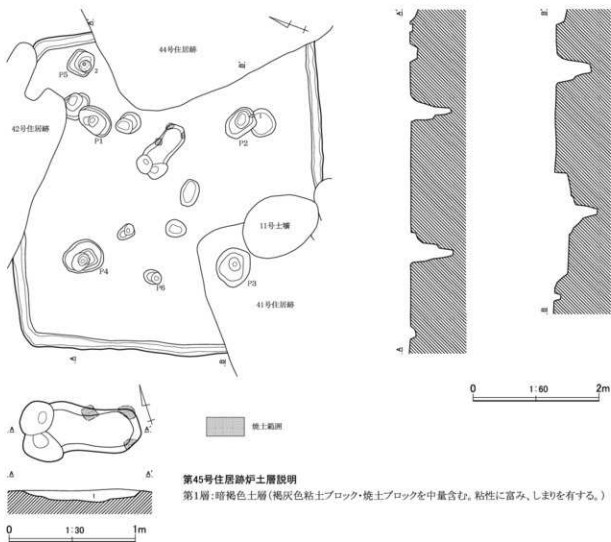 44号住居跡
P5
2
B
42号住居跡
P1
P2
1
11号土壙
P4
P6
P3
41号住居跡
A
B
A'
B'
A
B
0 1:60 2m
A A'
焼土範囲
A A'
1
第45号住居跡炉土層説明
第1層:暗褐色土層(褐灰色粘土ブロック・焼土ブロックを中量含む。粘性に富み、しまりを有する。)
0 1:30 1m